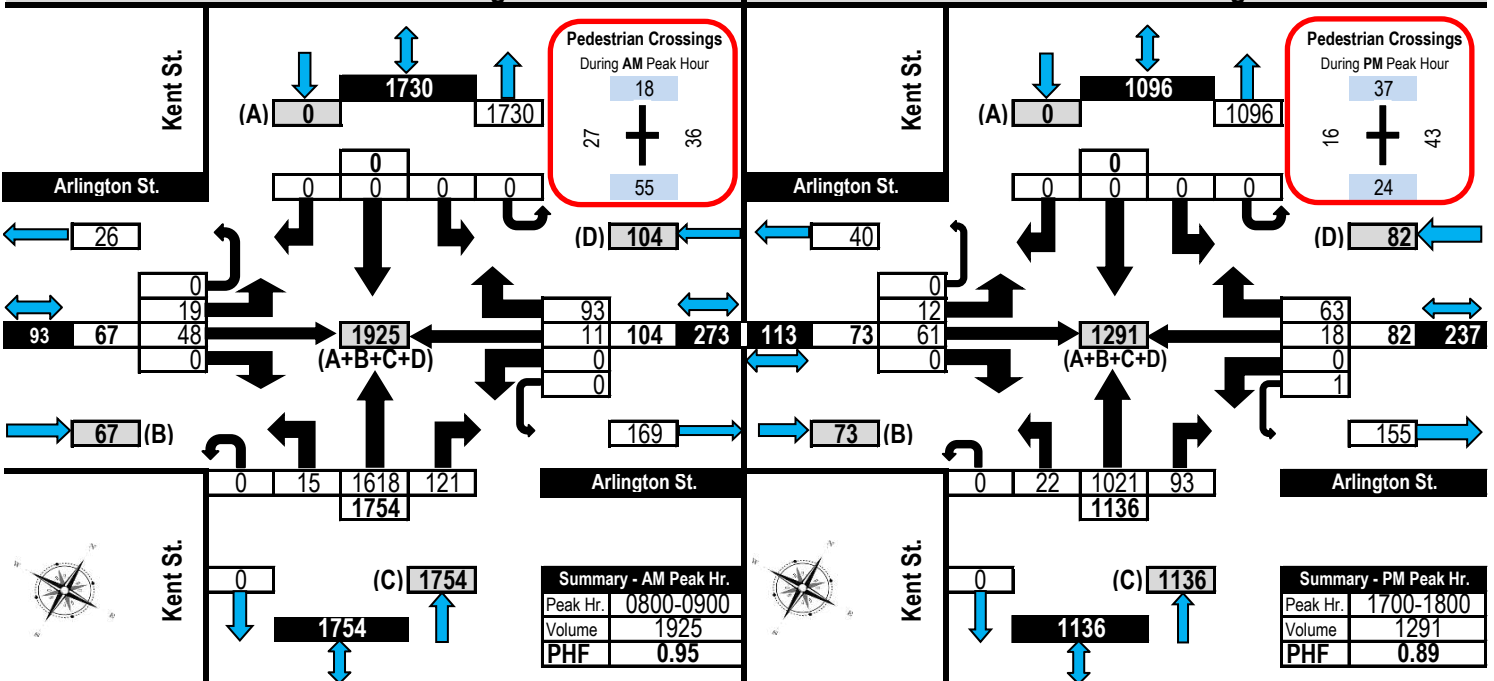 Kent St.
(A)
0
1730
1730
Pedestrian Crossings
During AM Peak Hour
18
27
36
55
Arlington St.
0
0 0 0 0
26
(D) 104
0
19
93 67 48
0
1925
(A+B+C+D)
93
11 104 273
0
0
67 (B)
169
0 15 1618 121
1754
Arlington St.
Kent St.
0
(C) 1754
1754
Summary - AM Peak Hr.
Peak Hr. 0800-0900
Volume 1925
PHF 0.95
Kent St.
(A)
0
1096
1096
Pedestrian Crossings
During PM Peak Hour
37
16
43
24
Arlington St.
0
0 0 0 0
40
(D) 82
0
12
113 73 61
0
1291
(A+B+C+D)
63
18 82 237
0
1
73 (B)
155
0 22 1021 93
1136
Arlington St.
Kent St.
0
(C) 1136
1136
Summary - PM Peak Hr.
Peak Hr. 1700-1800
Volume 1291
PHF 0.89